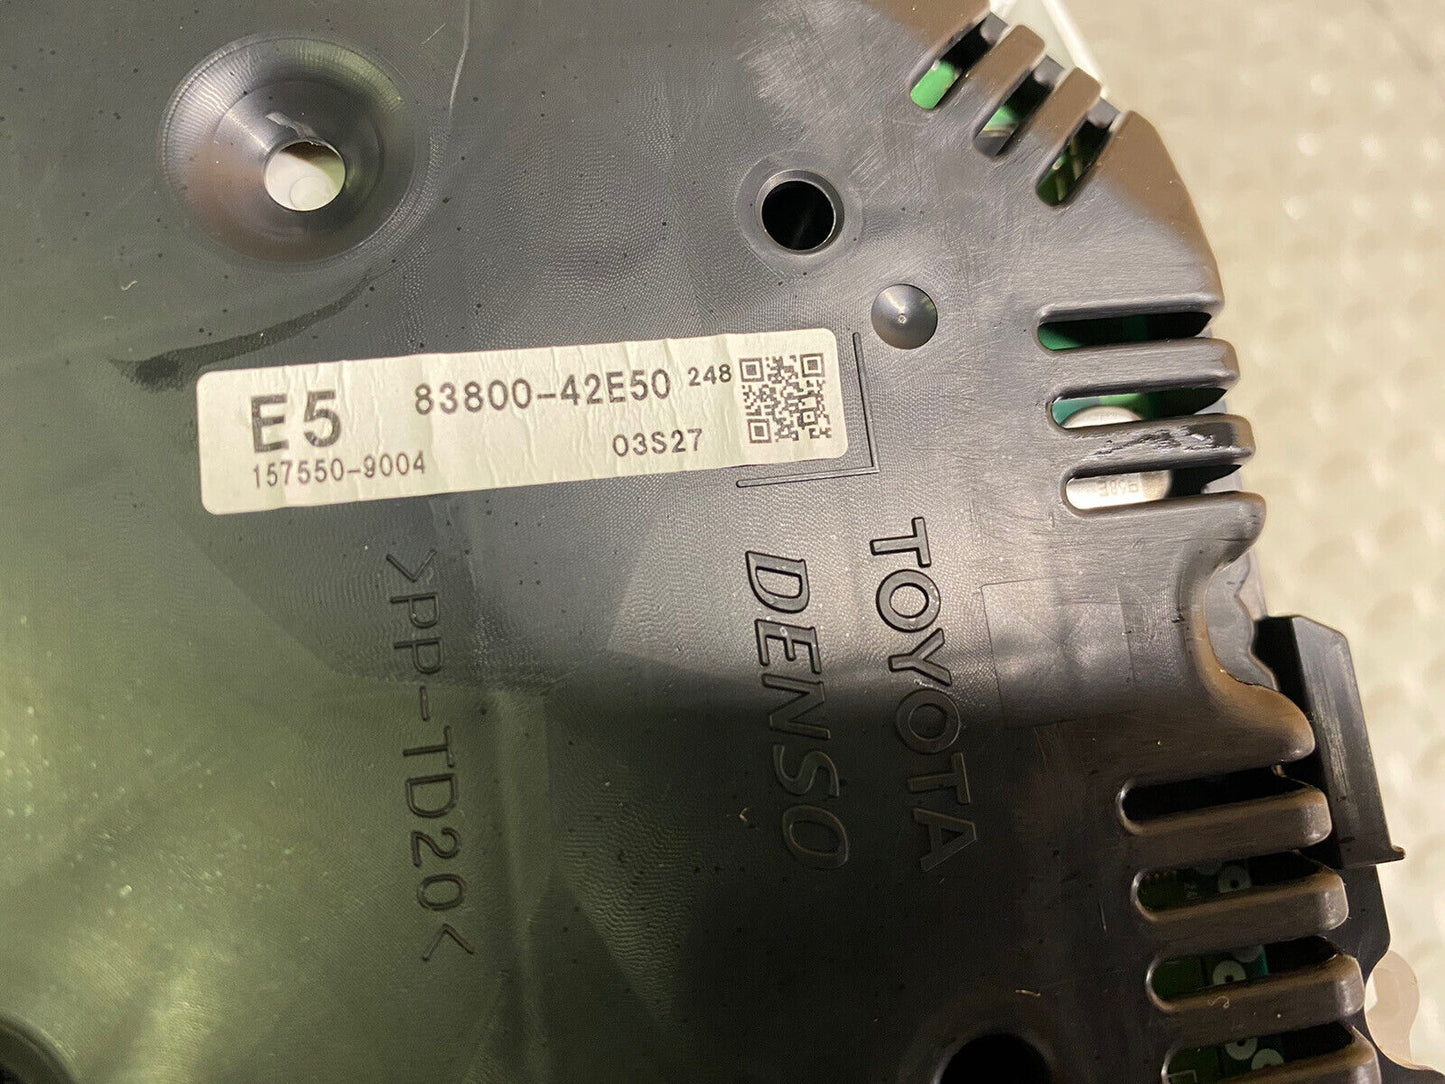 E5 83800-42E50 248
157550-9004 03S27
TOYOTA
DENSO
>PP-TD20<